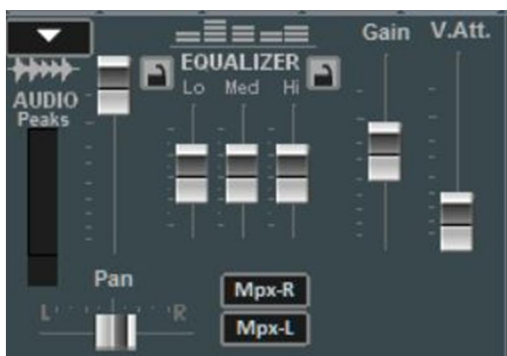 Gain V.Att.
EQUALIZER
Lo Med Hi
AUDIO
Peaks
Pan
L R
Mpx-R
Mpx-L